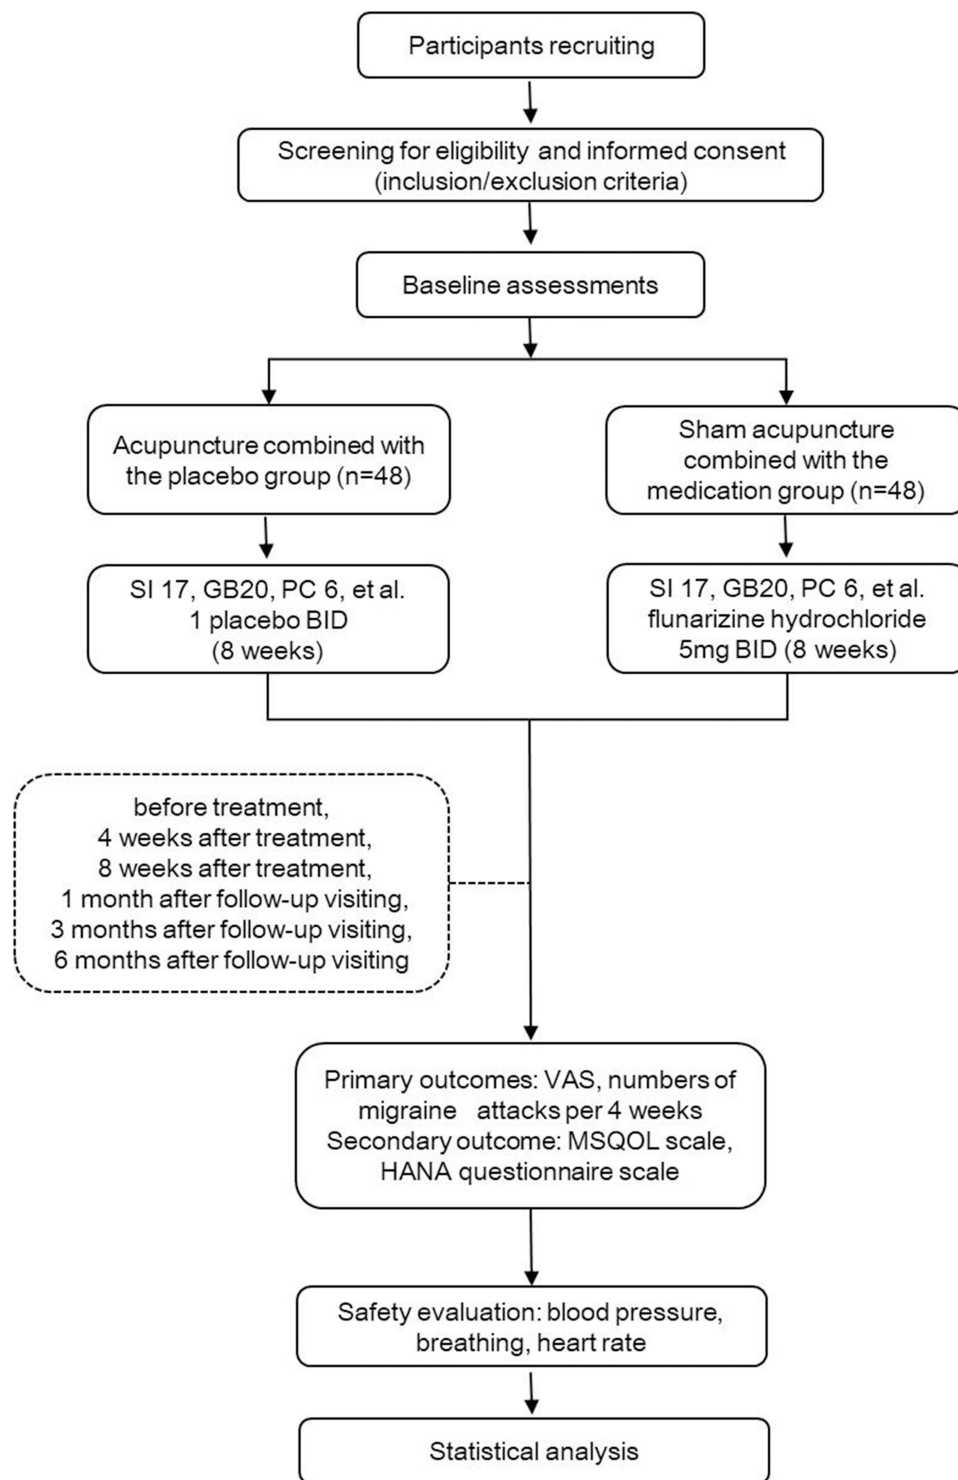 Participants recruiting
Screening for eligibility and informed consent
(inclusion/exclusion criteria)
Baseline assessments
Acupuncture combined with
the placebo group (n=48)
Sham acupuncture
combined with the
medication group (n=48)
SI 17, GB20, PC 6, et al.
1 placebo BID
(8 weeks)
SI 17, GB20, PC 6, et al.
flunarizine hydrochloride
5mg BID (8 weeks)
before treatment,
4 weeks after treatment,
8 weeks after treatment,
1 month after follow-up visiting,
3 months after follow-up visiting,
6 months after follow-up visiting
Primary outcomes: VAS, numbers of
migraine attacks per 4 weeks
Secondary outcome: MSQOL scale,
HANA questionnaire scale
Safety evaluation: blood pressure,
breathing, heart rate
Statistical analysis